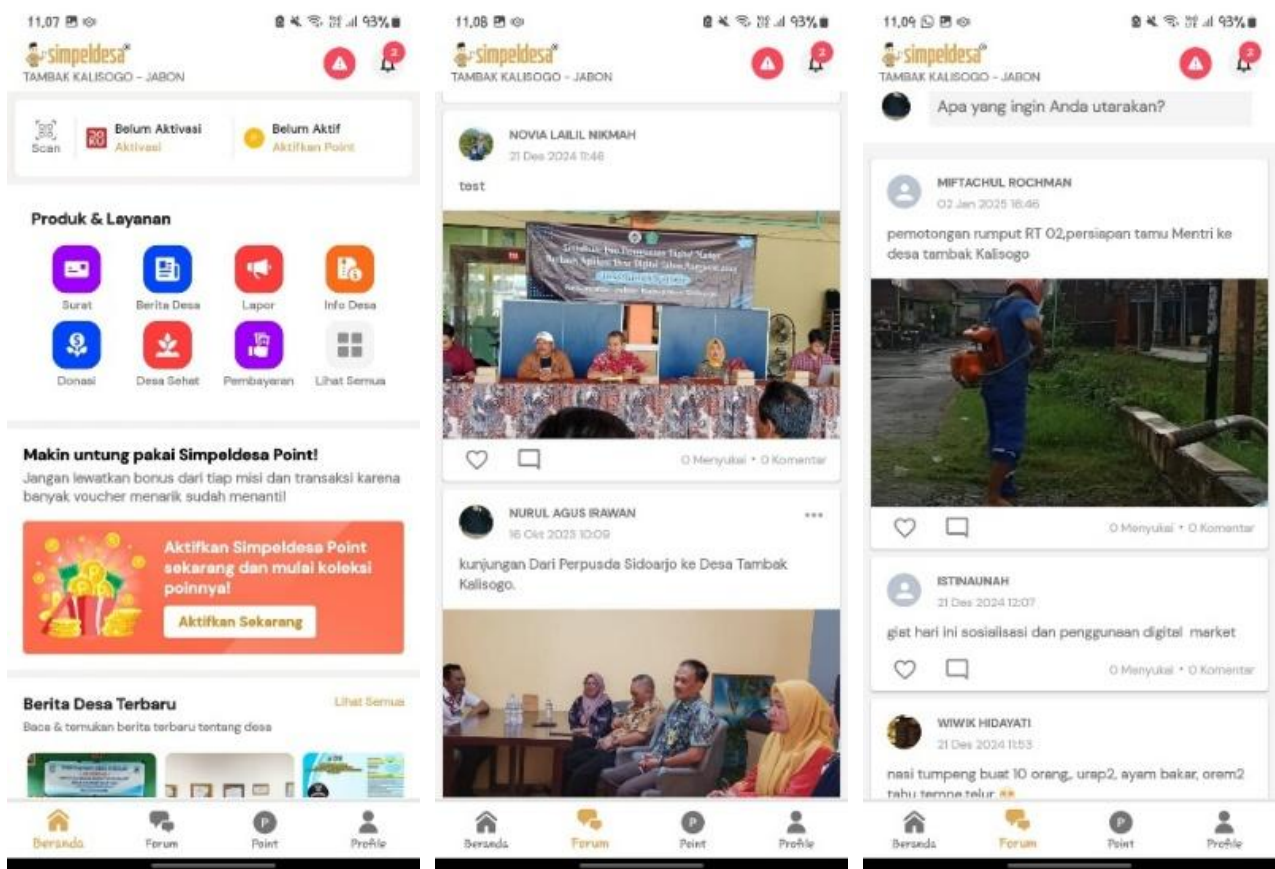 11.07
93%
simpeldesa®
2
TAMBAK KALISOGO - JABON
Scan
Belum Aktivasi
Aktivasi
Belum Aktif
Aktifkan Point
Produk & Layanan
Surat
Berita Desa
Lapor
Info Desa
Donasi
Desa Sehat
Pembayaran
Lihat Semua
Makin untung pakai Simpeldesa Point!
Jangan lewatkan bonus dari tiap misi dan transaksi karena
banyak voucher menarik sudah menanti!
Aktifkan Simpeldesa Point
sekarang dan mulai koleksi
poinnya!
Aktifkan Sekarang
Berita Desa Terbaru
Lihat Semua
Baca & temukan berita terbaru tentang desa
Beranda
Forum
Point
Profile
11.08
93%
simpeldesa®
2
TAMBAK KALISOGO - JABON
NOVIA LAILIL NIKMAH
21 Des 2024 11:46
test
0 Menyukai • 0 Komentar
NURUL AGUS IRAWAN
16 Okt 2023 10:09
kunjungan Dari Perpusda Sidoarjo ke Desa Tambak
Kalisogo.
Beranda
Forum
Point
Profile
11.09
93%
simpeldesa®
2
TAMBAK KALISOGO - JABON
Apa yang ingin Anda utarakan?
MIFTACHUL ROCHMAN
02 Jan 2025 16:46
pemotongan rumput RT 02,persiapan tamu Mentri ke
desa tambak Kalisogo
0 Menyukai • 0 Komentar
ISTINAUNAH
21 Des 2024 12:07
giat hari ini sosialisasi dan penggunaan digital market
0 Menyukai • 0 Komentar
WIWIK HIDAYATI
21 Des 2024 11:53
nasi tumpeng buat 10 orang,, urap2, ayam bakar, orem2
tahu tempe,telur
Beranda
Forum
Point
Profile